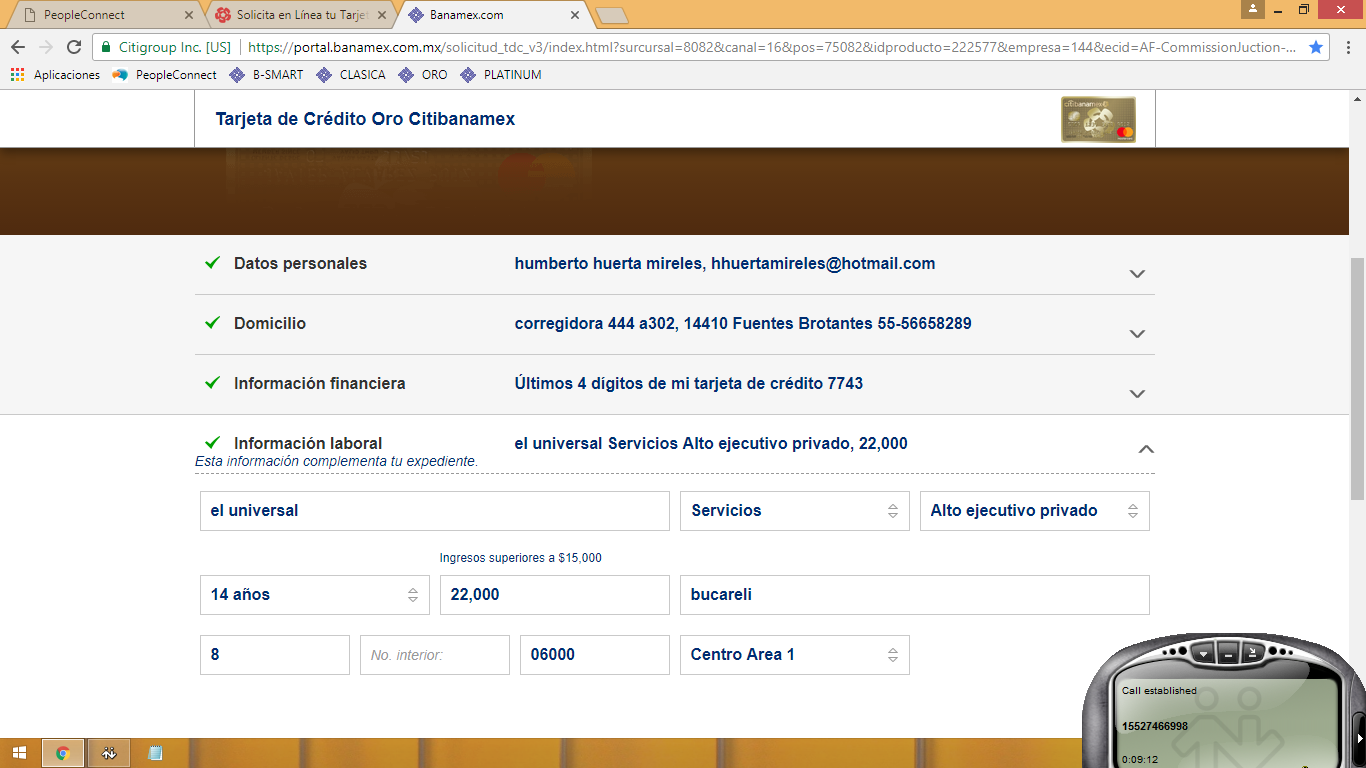 PeopleConnect
Solicita en Línea tu Tarjet
Banamex.com
Citigroup Inc. [US]
https://portal.banamex.com.mx/solicitud_tdc_v3/index.html?surcursal=8082&canal=16&pos=75082&idproducto=222577&empresa=144&ecid=AF-CommissionJuction-...
Aplicaciones PeopleConnect B-SMART CLASICA ORO PLATINUM
Tarjeta de Crédito Oro Citibanamex
citibanamex
Datos personales humberto huerta mireles, hhuertamireles@hotmail.com
Domicilio corregidora 444 a302, 14410 Fuentes Brotantes 55-56658289
Información financiera Últimos 4 dígitos de mi tarjeta de crédito 7743
Información laboral el universal Servicios Alto ejecutivo privado, 22,000
Esta información complementa tu expediente.
el universal Servicios Alto ejecutivo privado
Ingresos superiores a $15,000
14 años 22,000 bucareli
8 No. interior: 06000 Centro Area 1
Call established
15527466998
0:09:12